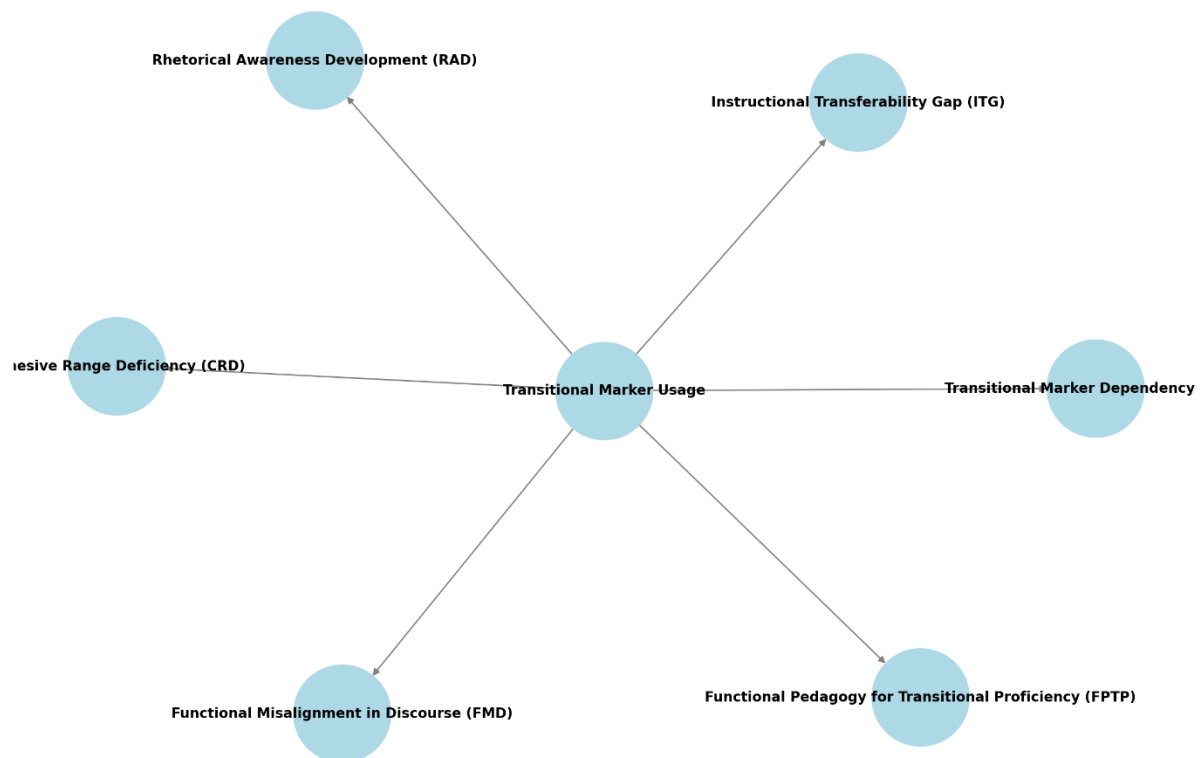 Rhetorical Awareness Development (RAD)
Instructional Transferability Gap (ITG)
Range Deficiency (CRD)
Transitional Marker Usage
Transitional Marker Dependency
Functional Pedagogy for Transitional Proficiency (FPTP)
Functional Misalignment in Discourse (FMD)